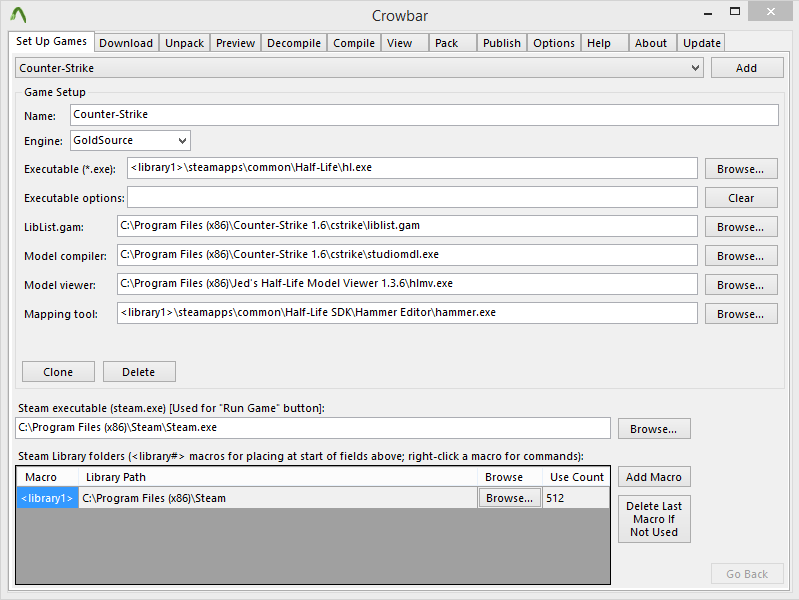 Crowbar
Set Up Games Download Unpack Preview Decompile Compile View Pack Publish Options Help About Update
Counter-Strike Add
Game Setup
Name: Counter-Strike
Engine: GoldSource
Executable (*.exe): <library1>\steamapps\common\Half-Life\hl.exe Browse...
Executable options: Clear
LibList.gam: C:\Program Files (x86)\Counter-Strike 1.6\cstrike\liblist.gam Browse...
Model compiler: C:\Program Files (x86)\Counter-Strike 1.6\cstrike\studiomdl.exe Browse...
Model viewer: C:\Program Files (x86)\Jed's Half-Life Model Viewer 1.3.6\hlmv.exe Browse...
Mapping tool: <library1>\steamapps\common\Half-Life SDK\Hammer Editor\hammer.exe Browse...
Clone Delete
Steam executable (steam.exe) [Used for "Run Game" button]:
C:\Program Files (x86)\Steam\Steam.exe Browse...
Steam Library folders (<library#> macros for placing at start of fields above; right-click a macro for commands):
Macro Library Path Browse Use Count Add Macro
<library1> C:\Program Files (x86)\Steam Browse... 512
Delete Last
Macro If
Not Used
Go Back